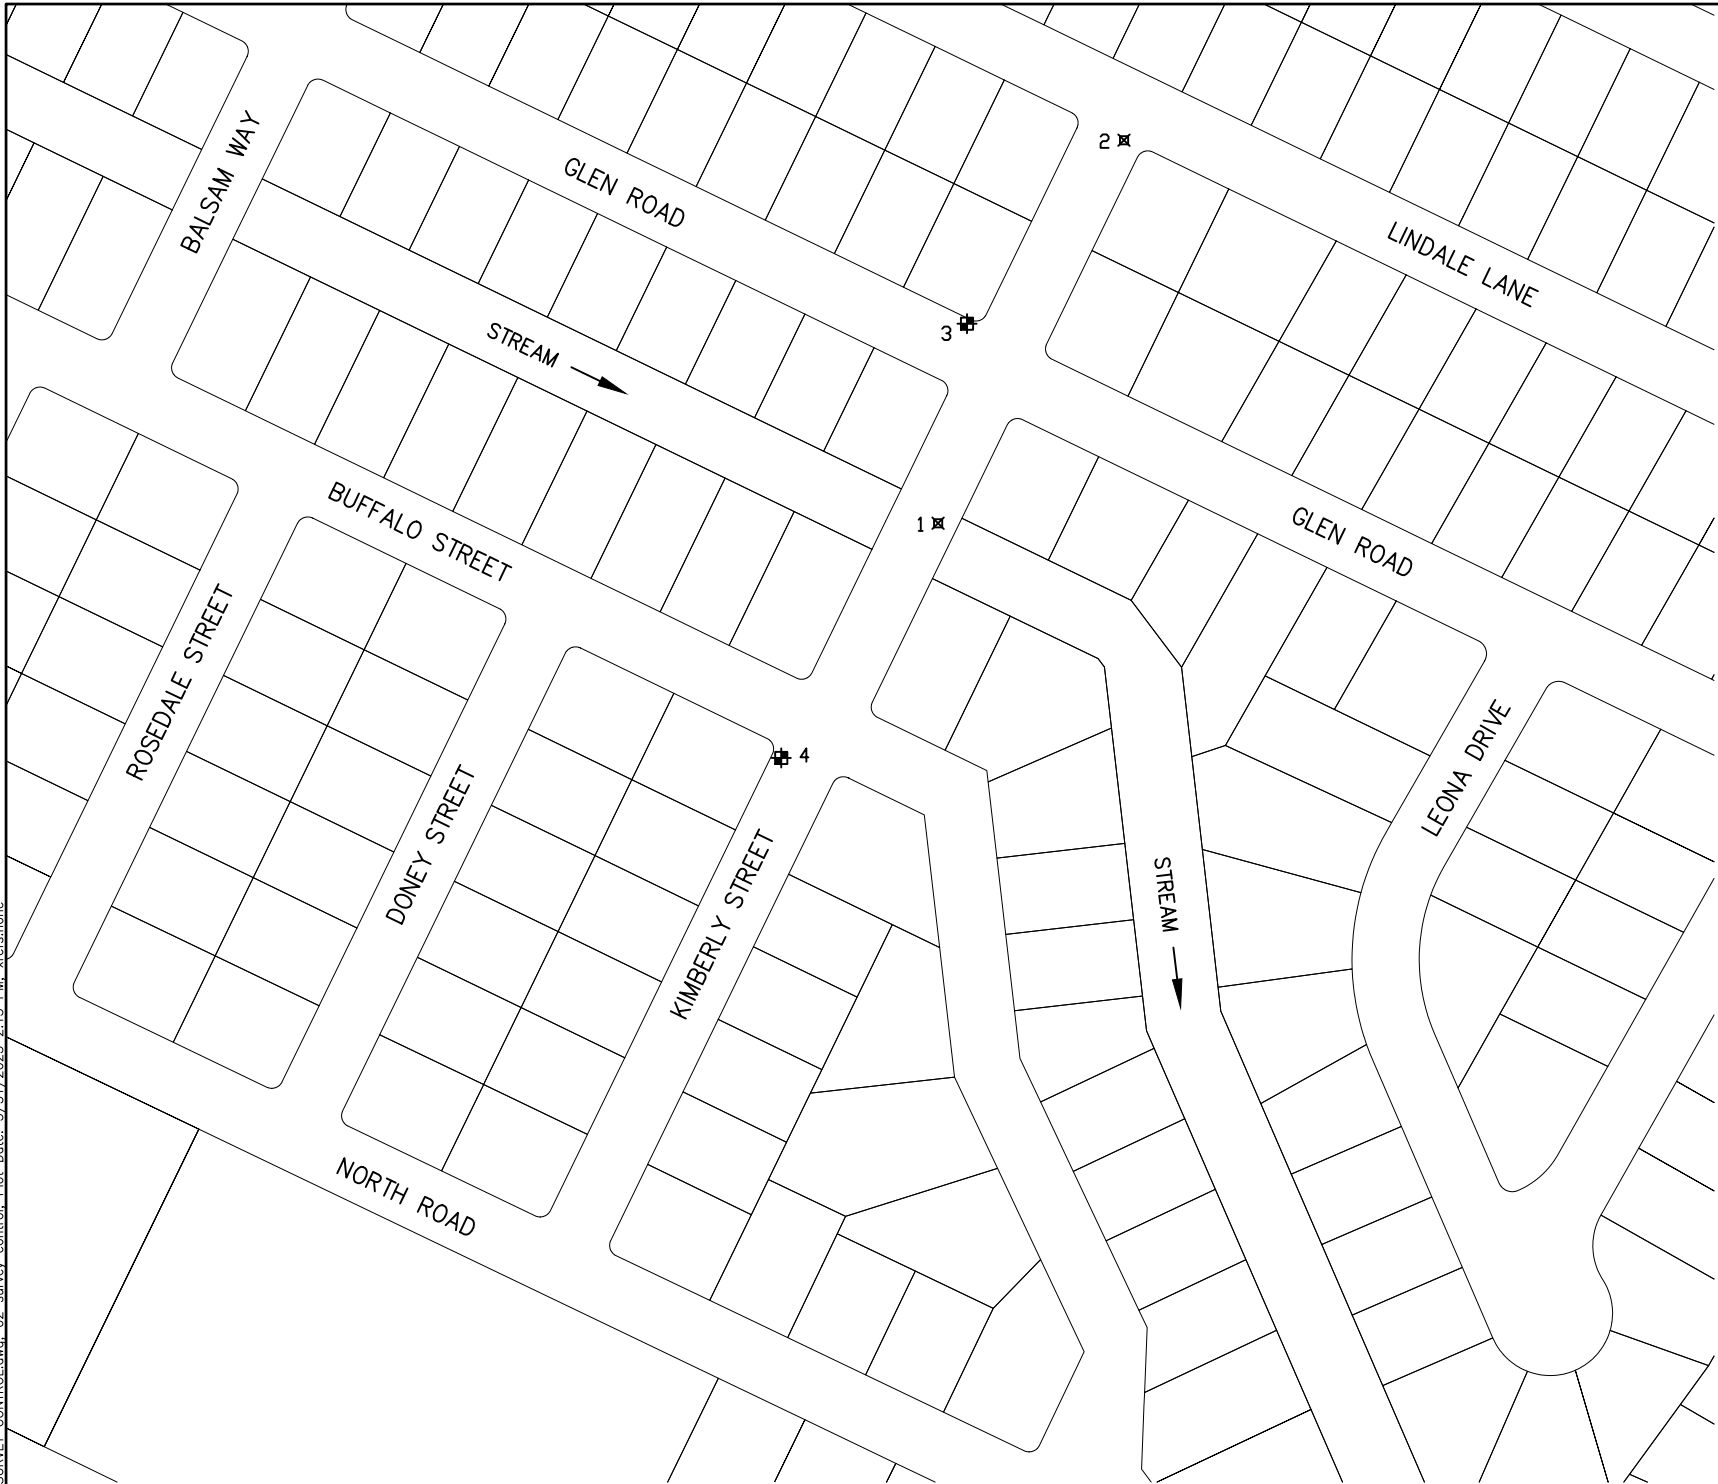 BALSAM WAY
GLEN ROAD
2
LINDALE LANE
3
STREAM
1
BUFFALO STREET
GLEN ROAD
ROSEDALE STREET
4
LEONA DRIVE
DONEY STREET
KIMBERLY STREET
STREAM
NORTH ROAD